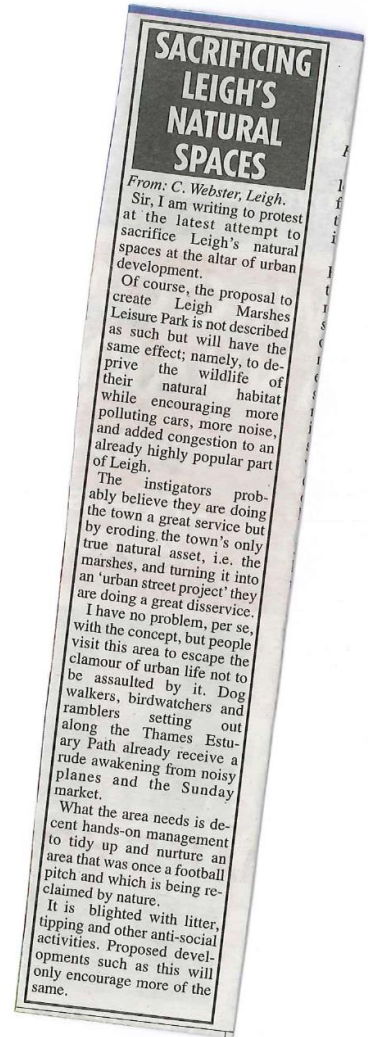 SACRIFICING
LEIGH'S
NATURAL
SPACES
From: C. Webster, Leigh.
Sir, I am writing to protest
at the latest attempt to
sacrifice Leigh's natural
spaces at the altar of urban
development.
Of course, the proposal to
create Leigh Marshes
Leisure Park is not described
as such but will have the
same effect; namely, to de-
prive the wildlife of
their natural habitat
while encouraging more
polluting cars, more noise,
and added congestion to an
already highly popular part
of Leigh.
The instigators prob-
ably believe they are doing
the town a great service but
by eroding the town's only
true natural asset, i.e. the
marshes, and turning it into
an 'urban street project' they
are doing a great disservice.
I have no problem, per se,
with the concept, but people
visit this area to escape the
clamour of urban life not to
be assaulted by it. Dog
walkers, birdwatchers and
ramblers setting out
along the Thames Estu-
ary Path already receive a
rude awakening from noisy
planes and the Sunday
market.
What the area needs is de-
cent hands-on management
to tidy up and nurture an
area that was once a football
pitch and which is being re-
claimed by nature.
It is blighted with litter,
tipping and other anti-social
activities. Proposed devel-
opments such as this will
only encourage more of the
same.